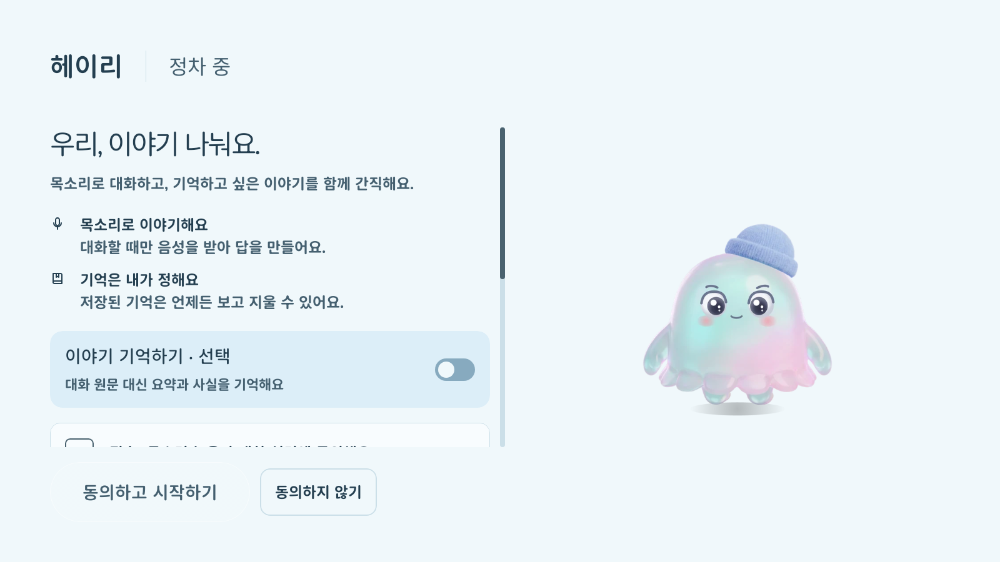 헤이리
정차 중
우리, 이야기 나눠요.
목소리로 대화하고, 기억하고 싶은 이야기를 함께 간직해요.
목소리로 이야기해요
대화할 때만 음성을 받아 답을 만들어요.
기억은 내가 정해요
저장된 기억은 언제든 보고 지울 수 있어요.
이야기 기억하기 · 선택
대화 원문 대신 요약과 사실을 기억해요
동의하고 시작하기
동의하지 않기